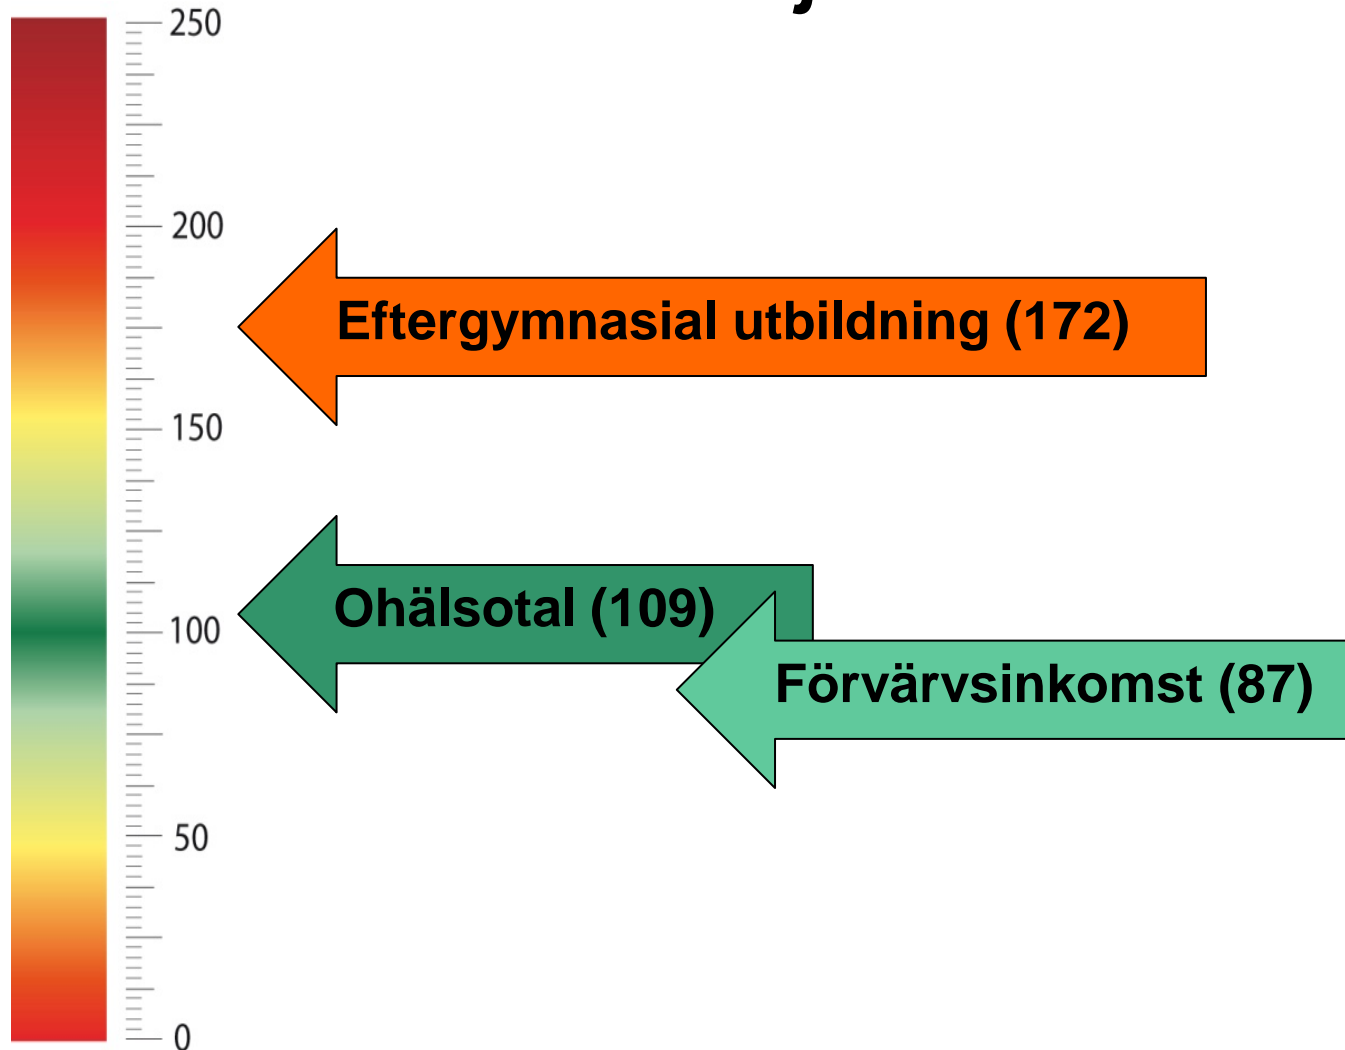 250
200
Eftergymnasial utbildning (172)
150
Ohälsotal (109)
100
Förvärvsinkomst (87)
50
0